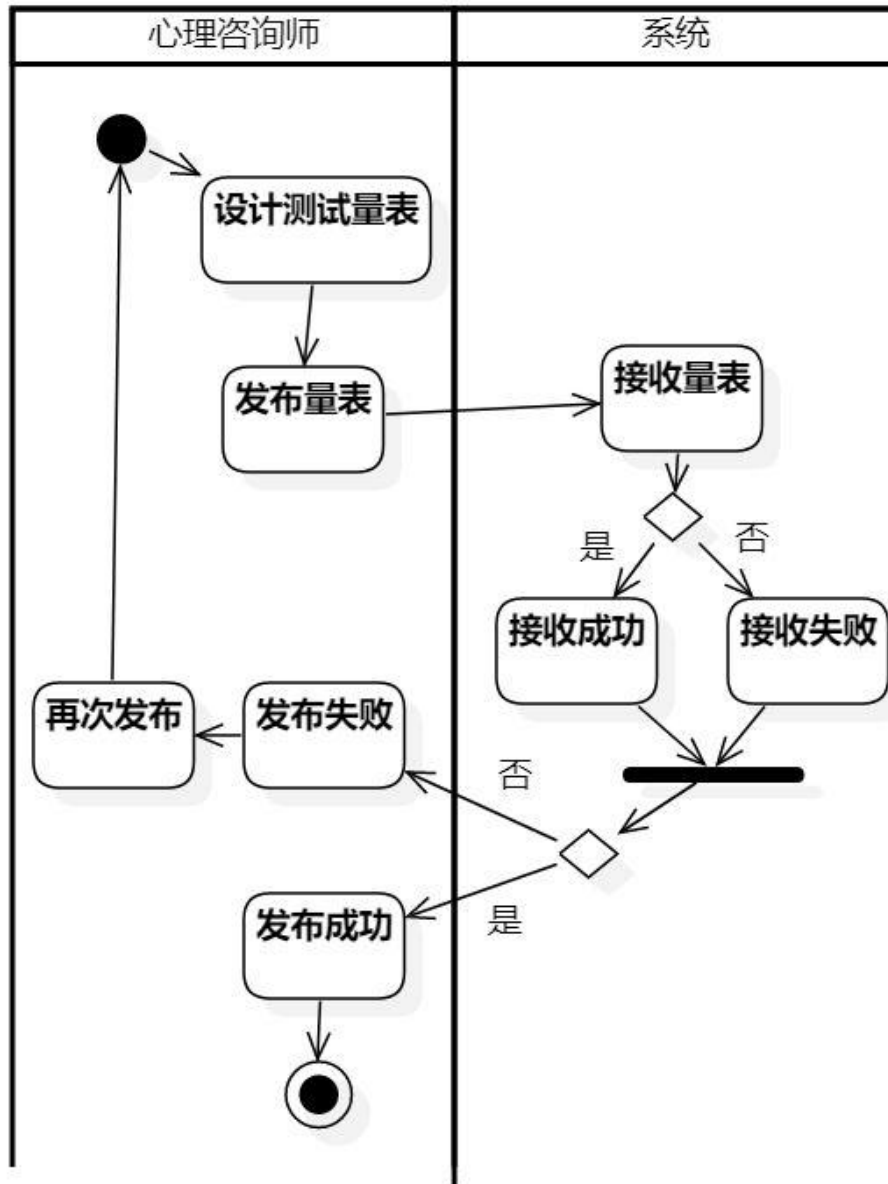 心理咨询师
系统
设计测试量表
发布量表
接收量表
是
否
接收成功
接收失败
再次发布
发布失败
否
发布成功
是